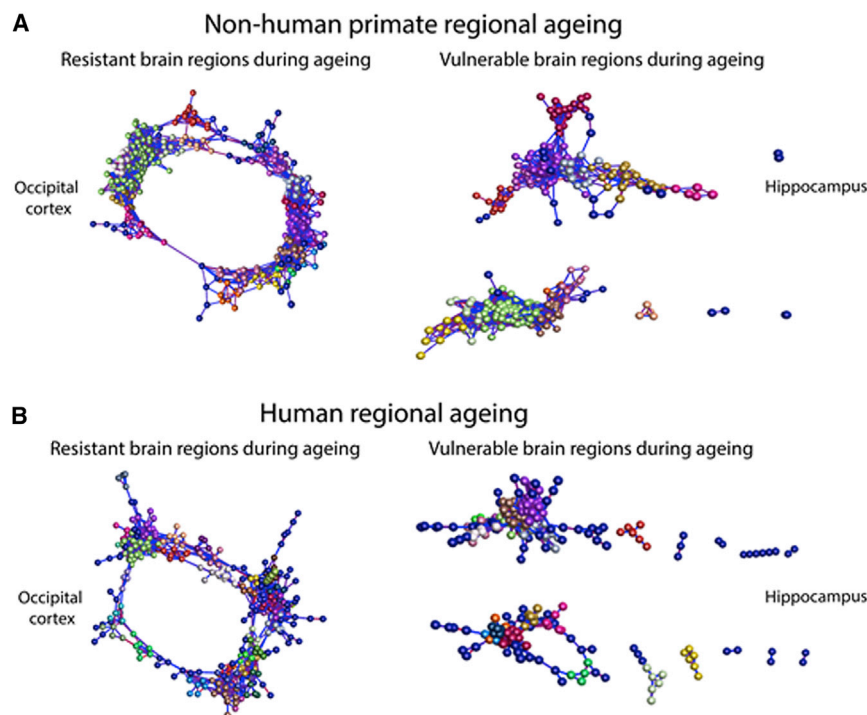 A
Non-human primate regional ageing
Resistant brain regions during ageing
Vulnerable brain regions during ageing
Occipital
cortex
Hippocampus
B
Human regional ageing
Resistant brain regions during ageing
Vulnerable brain regions during ageing
Occipital
cortex
Hippocampus